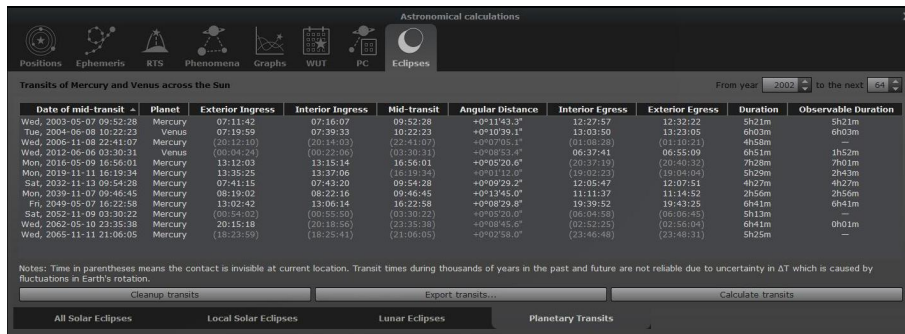 Astronomical calculations
Positions Ephemeris RTS Phenomena Graphs WUT PC Eclipses
Transits of Mercury and Venus across the Sun From year 2002 to the next 64
Date of mid-transit Planet Exterior Ingress Interior Ingress Mid-transit Angular Distance Interior Egress Exterior Egress Duration Observable Duration
Wed, 2003-05-07 09:52:28 Mercury 07:11:42 07:16:07 09:52:28 +0°11'43.3" 12:27:57 12:32:22 5h21m 5h21m
Tue, 2004-06-08 10:22:23 Venus 07:19:59 07:39:33 10:22:23 +0°10'39.1" 13:03:50 13:23:05 6h03m 6h03m
Wed, 2006-11-08 22:41:07 Mercury (20:12:10) (20:14:03) (22:41:07) +0°07'05.1" (01:08:28) (01:10:21) 4h58m —
Wed, 2012-06-06 03:30:31 Venus (00:04:24) (00:22:06) (03:30:31) +0°08'53.4" 06:37:41 06:55:09 6h51m 1h52m
Mon, 2016-05-09 16:56:01 Mercury 13:12:03 13:15:14 16:56:01 +0°05'20.6" (20:37:19) (20:40:32) 7h28m 7h01m
Mon, 2019-11-11 16:19:34 Mercury 13:35:25 13:37:06 (16:19:34) +0°01'12.0" (19:02:23) (19:04:04) 5h29m 2h43m
Sat, 2032-11-13 09:54:28 Mercury 07:41:15 07:43:20 09:54:28 +0°09'29.2" 12:05:47 12:07:51 4h27m 4h27m
Mon, 2039-11-07 09:46:45 Mercury 08:19:02 08:22:16 09:46:45 +0°13'45.0" 11:11:37 11:14:52 2h56m 2h56m
Fri, 2049-05-07 16:22:58 Mercury 13:02:42 13:06:14 16:22:58 +0°08'29.8" 19:39:52 19:43:25 6h41m 6h41m
Sat, 2052-11-09 03:30:22 Mercury (00:54:02) (00:55:50) (03:30:22) +0°05'20.0" (06:04:58) (06:06:45) 5h13m —
Wed, 2062-05-10 23:35:38 Mercury 20:15:18 (20:18:56) (23:35:38) +0°08'45.6" (02:52:25) (02:56:04) 6h41m 0h01m
Wed, 2065-11-11 21:06:05 Mercury (18:23:59) (18:25:41) (21:06:05) +0°02'58.0" (23:46:48) (23:48:31) 5h25m —
Notes: Time in parentheses means the contact is invisible at current location. Transit times during thousands of years in the past and future are not reliable due to uncertainty in ΔT which is caused by
fluctuations in Earth's rotation.
Cleanup transits Export transits... Calculate transits
All Solar Eclipses Local Solar Eclipses Lunar Eclipses Planetary Transits